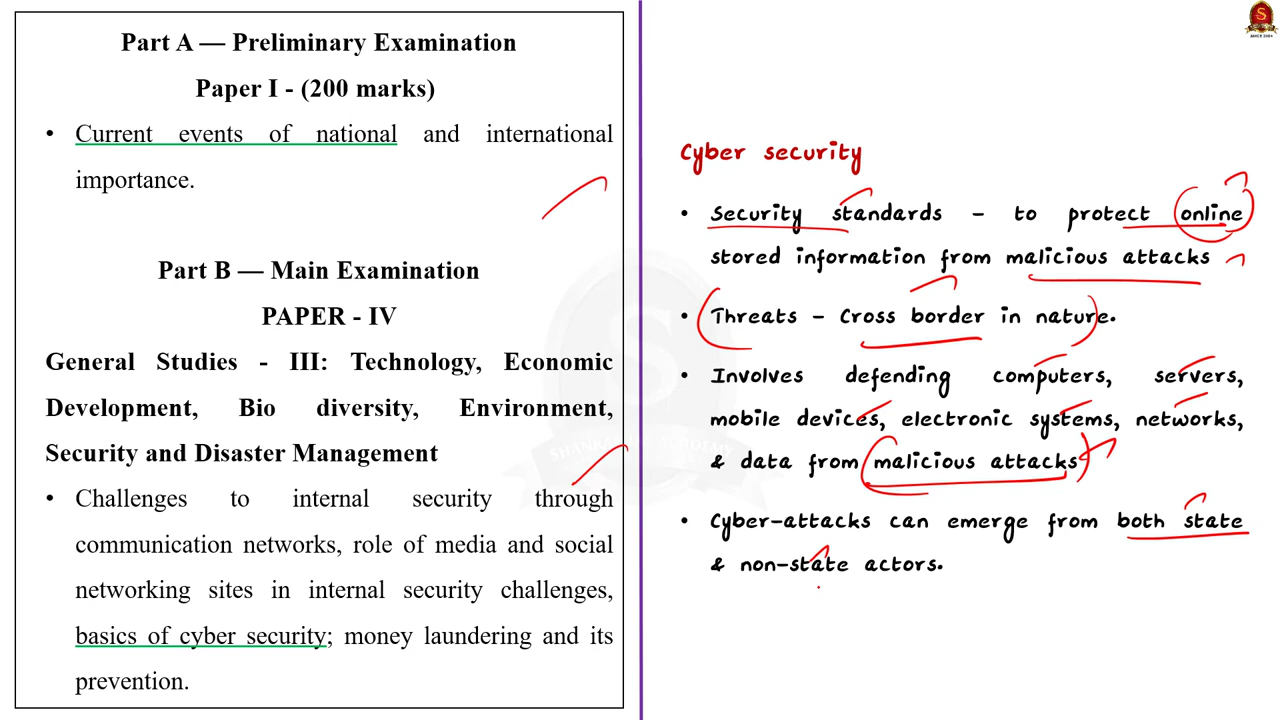 Part A — Preliminary Examination
Paper I - (200 marks)
• Current events of national and international
importance.
Part B — Main Examination
PAPER - IV
General Studies - III: Technology, Economic
Development, Bio diversity, Environment,
Security and Disaster Management
• Challenges to internal security through
communication networks, role of media and social
networking sites in internal security challenges,
basics of cyber security; money laundering and its
prevention.
Cyber security
• Security standards - to protect online
stored information from malicious attacks
• Threats - Cross border in nature.
• Involves defending computers, servers,
mobile devices, electronic systems, networks,
& data from malicious attacks
• Cyber-attacks can emerge from both state
& non-state actors.
S
SINCE 2004